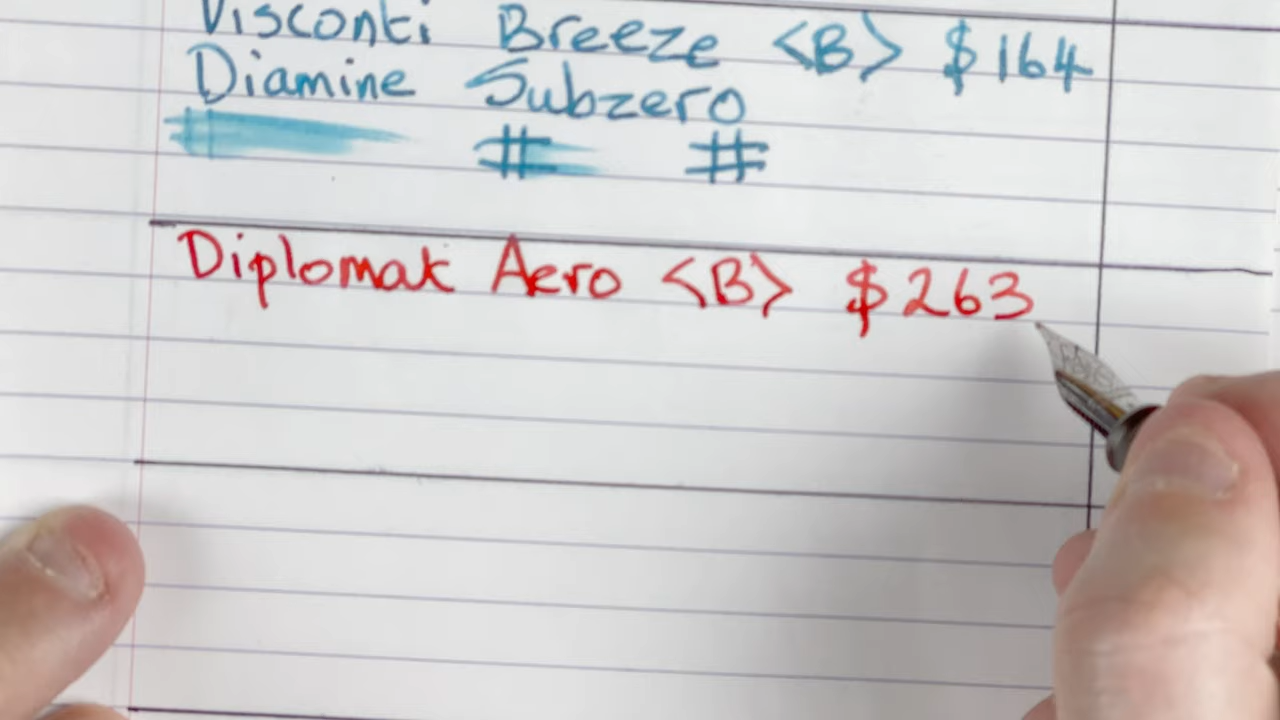 Visconti Breeze <B> $164
Diamine Subzero
# #
Diplomat Aero <B> $263